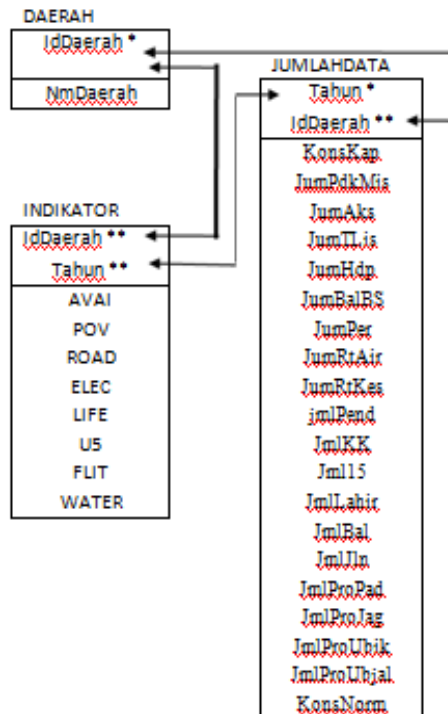 DAERAH
IdDaerah *
NmDaerah
INDIKATOR
IdDaerah **
Tahun **
AVAI
POV
ROAD
ELEC
LIFE
U5
FLIT
WATER
JUMLAHDATA
Tahun *
IdDaerah **
KonsKap
JumPdkMis
JumAks
JumTLis
JumHdp
JumBalBS
JumPer
JumRtAir
JumRtKes
jmlPend
JmlKK
Jml15
JmlLahir
JmlBal
JmlJln
JmlProPad
JmlProJag
JmlProUbik
JmlProUbjal
KonsNorm